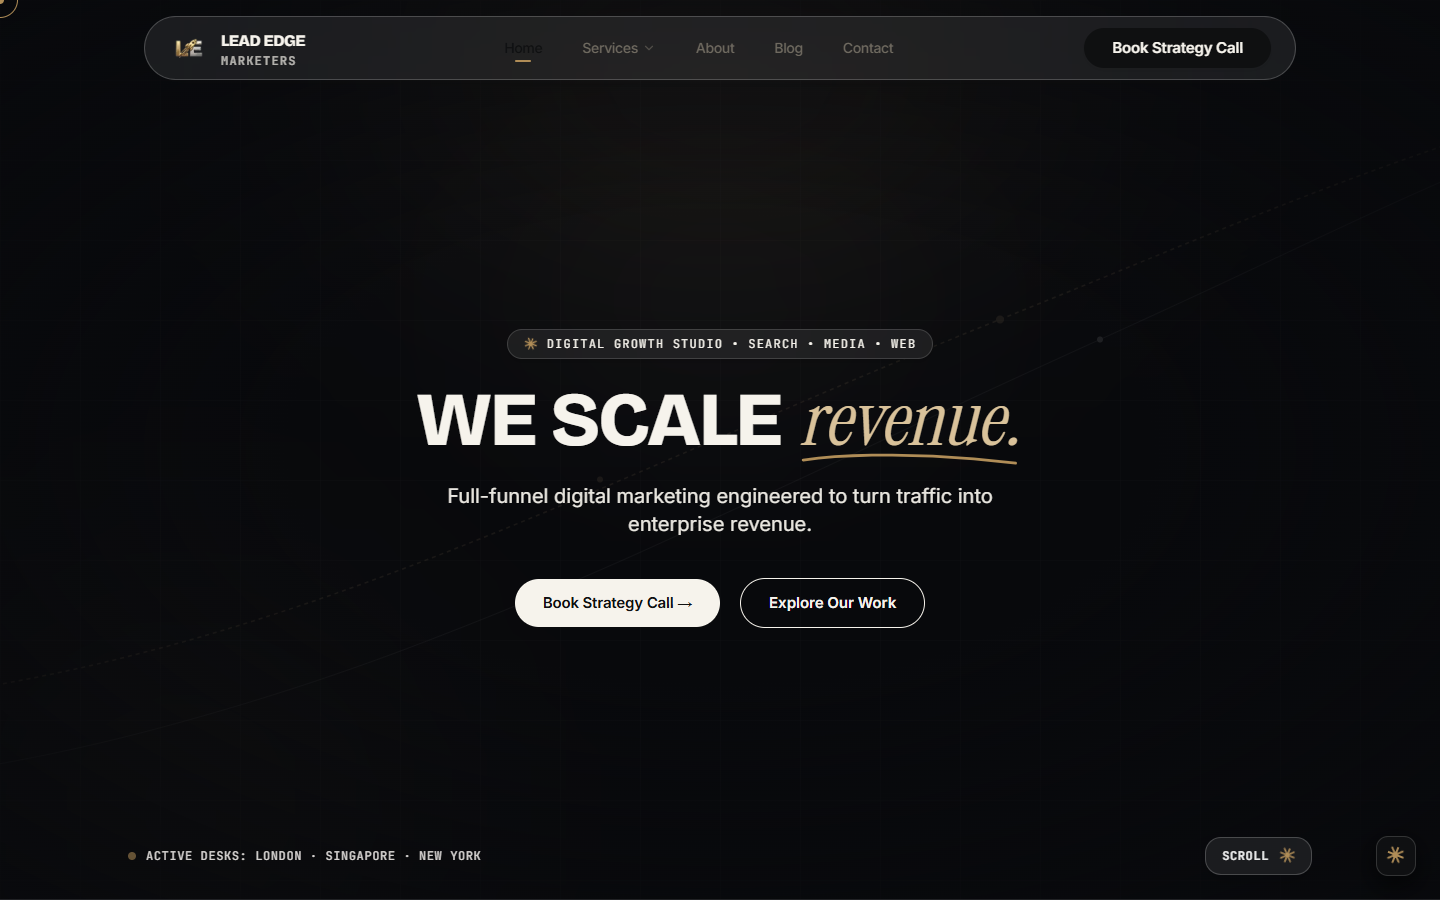 LE
LEAD EDGE
MARKETERS
Home
Services
About
Blog
Contact
Book Strategy Call
DIGITAL GROWTH STUDIO • SEARCH • MEDIA • WEB
WE SCALE revenue.
Full-funnel digital marketing engineered to turn traffic into
enterprise revenue.
Book Strategy Call →
Explore Our Work
ACTIVE DESKS: LONDON · SINGAPORE · NEW YORK
SCROLL